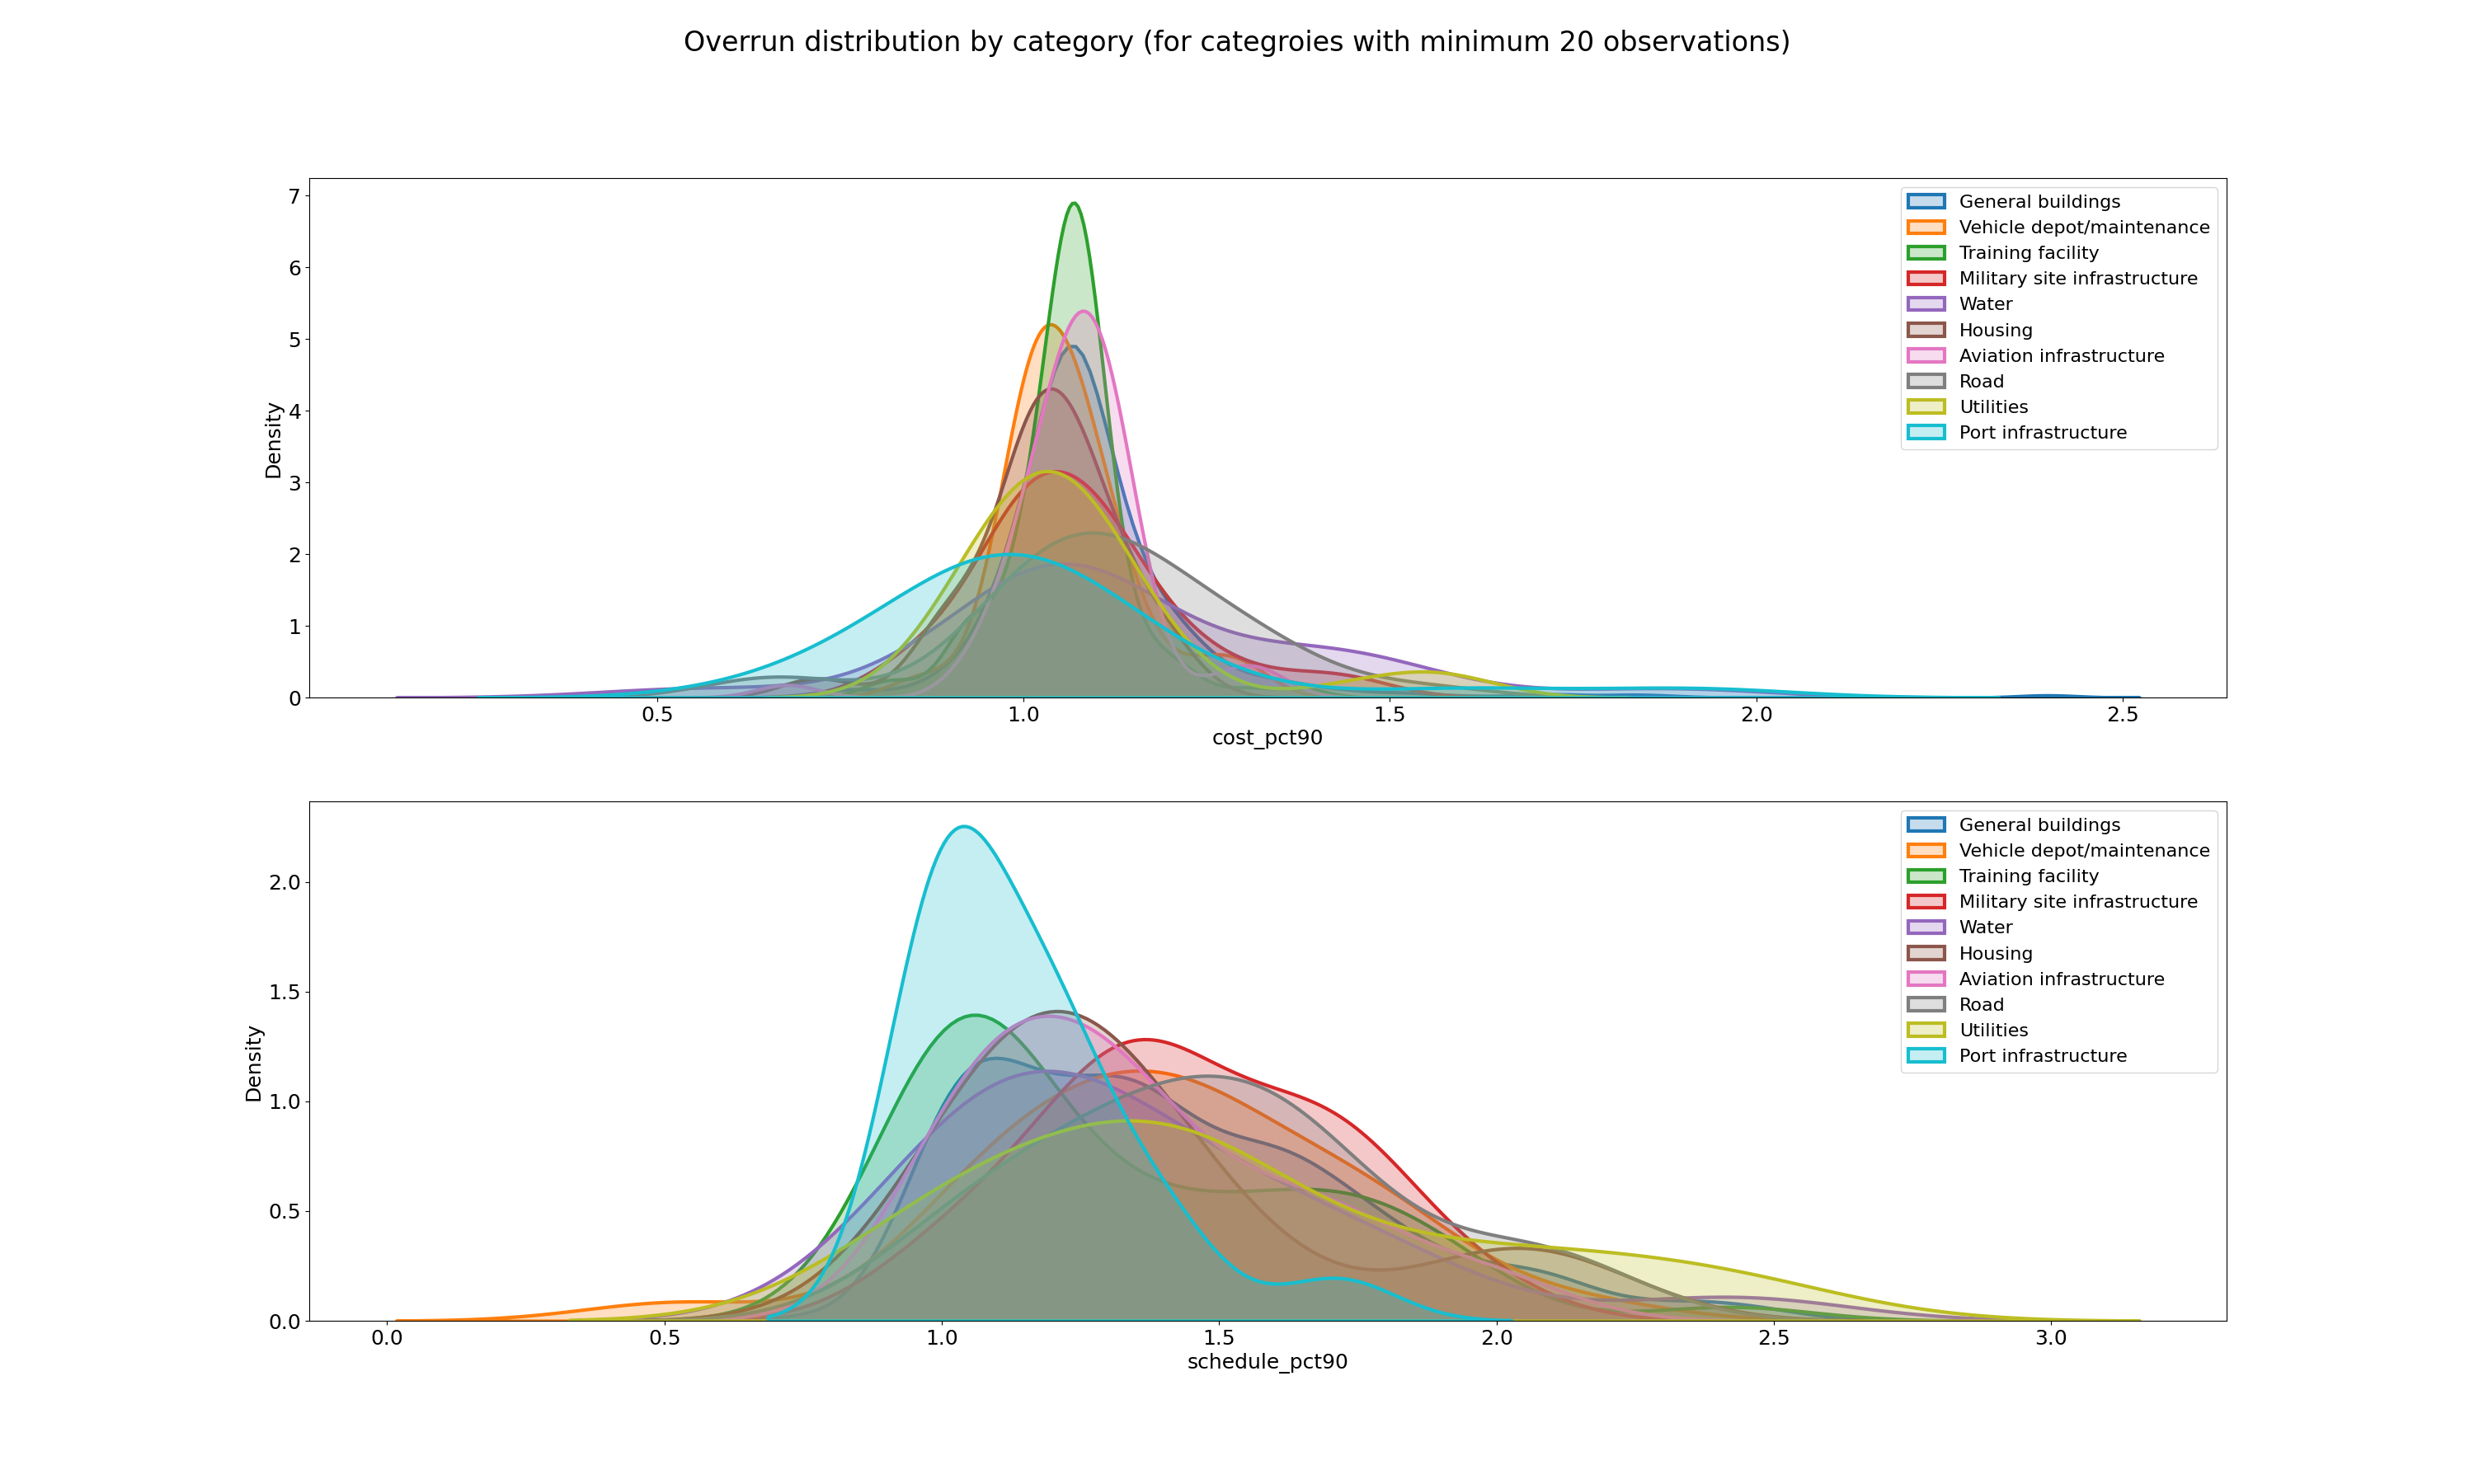 Overrun distribution by category (for categroies with minimum 20 observations)
7
6
5
4
3
2
1
0
Density
0.5 1.0 1.5 2.0 2.5
cost_pct90
General buildings
Vehicle depot/maintenance
Training facility
Military site infrastructure
Water
Housing
Aviation infrastructure
Road
Utilities
Port infrastructure
2.0
1.5
1.0
0.5
0.0
Density
0.0 0.5 1.0 1.5 2.0 2.5 3.0
schedule_pct90
General buildings
Vehicle depot/maintenance
Training facility
Military site infrastructure
Water
Housing
Aviation infrastructure
Road
Utilities
Port infrastructure